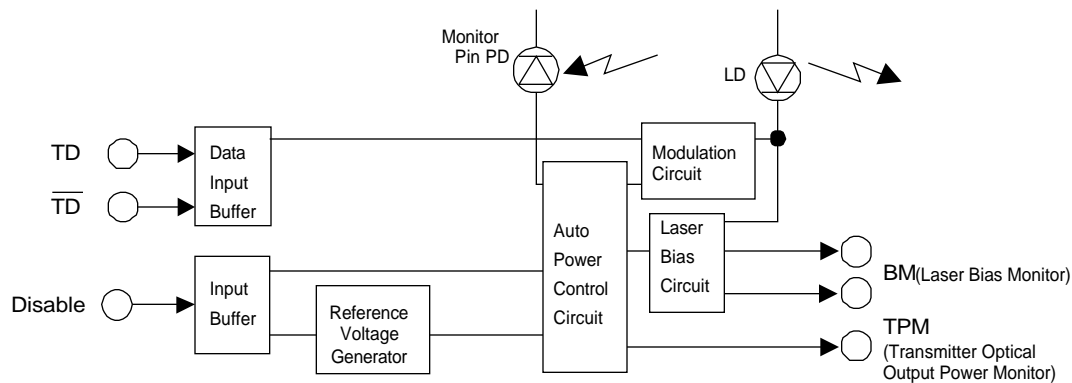 Monitor
Pin PD
LD
TD
Data
Input
Buffer
Modulation
Circuit
T̅D̅
Auto
Power
Control
Circuit
Laser
Bias
Circuit
BM(Laser Bias Monitor)
Disable
Input
Buffer
Reference
Voltage
Generator
TPM
(Transmitter Optical
Output Power Monitor)